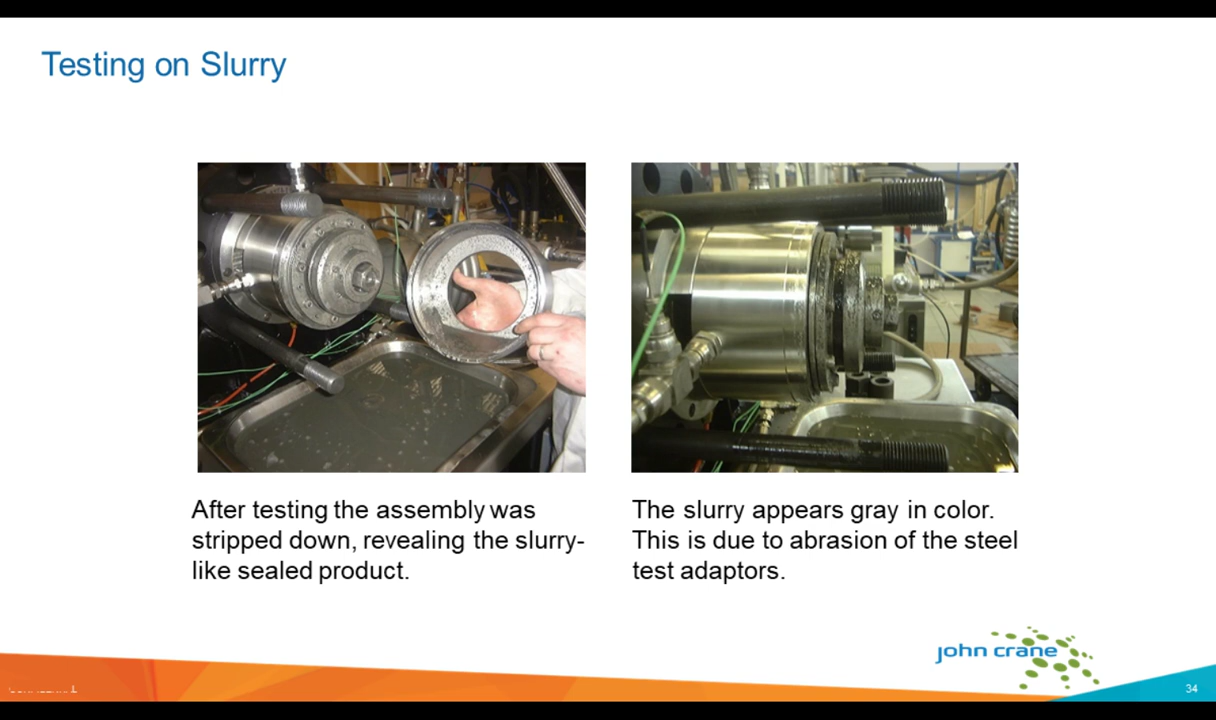 Testing on Slurry
After testing the assembly was
stripped down, revealing the slurry-
like sealed product.
The slurry appears gray in color.
This is due to abrasion of the steel
test adaptors.
john crane
34